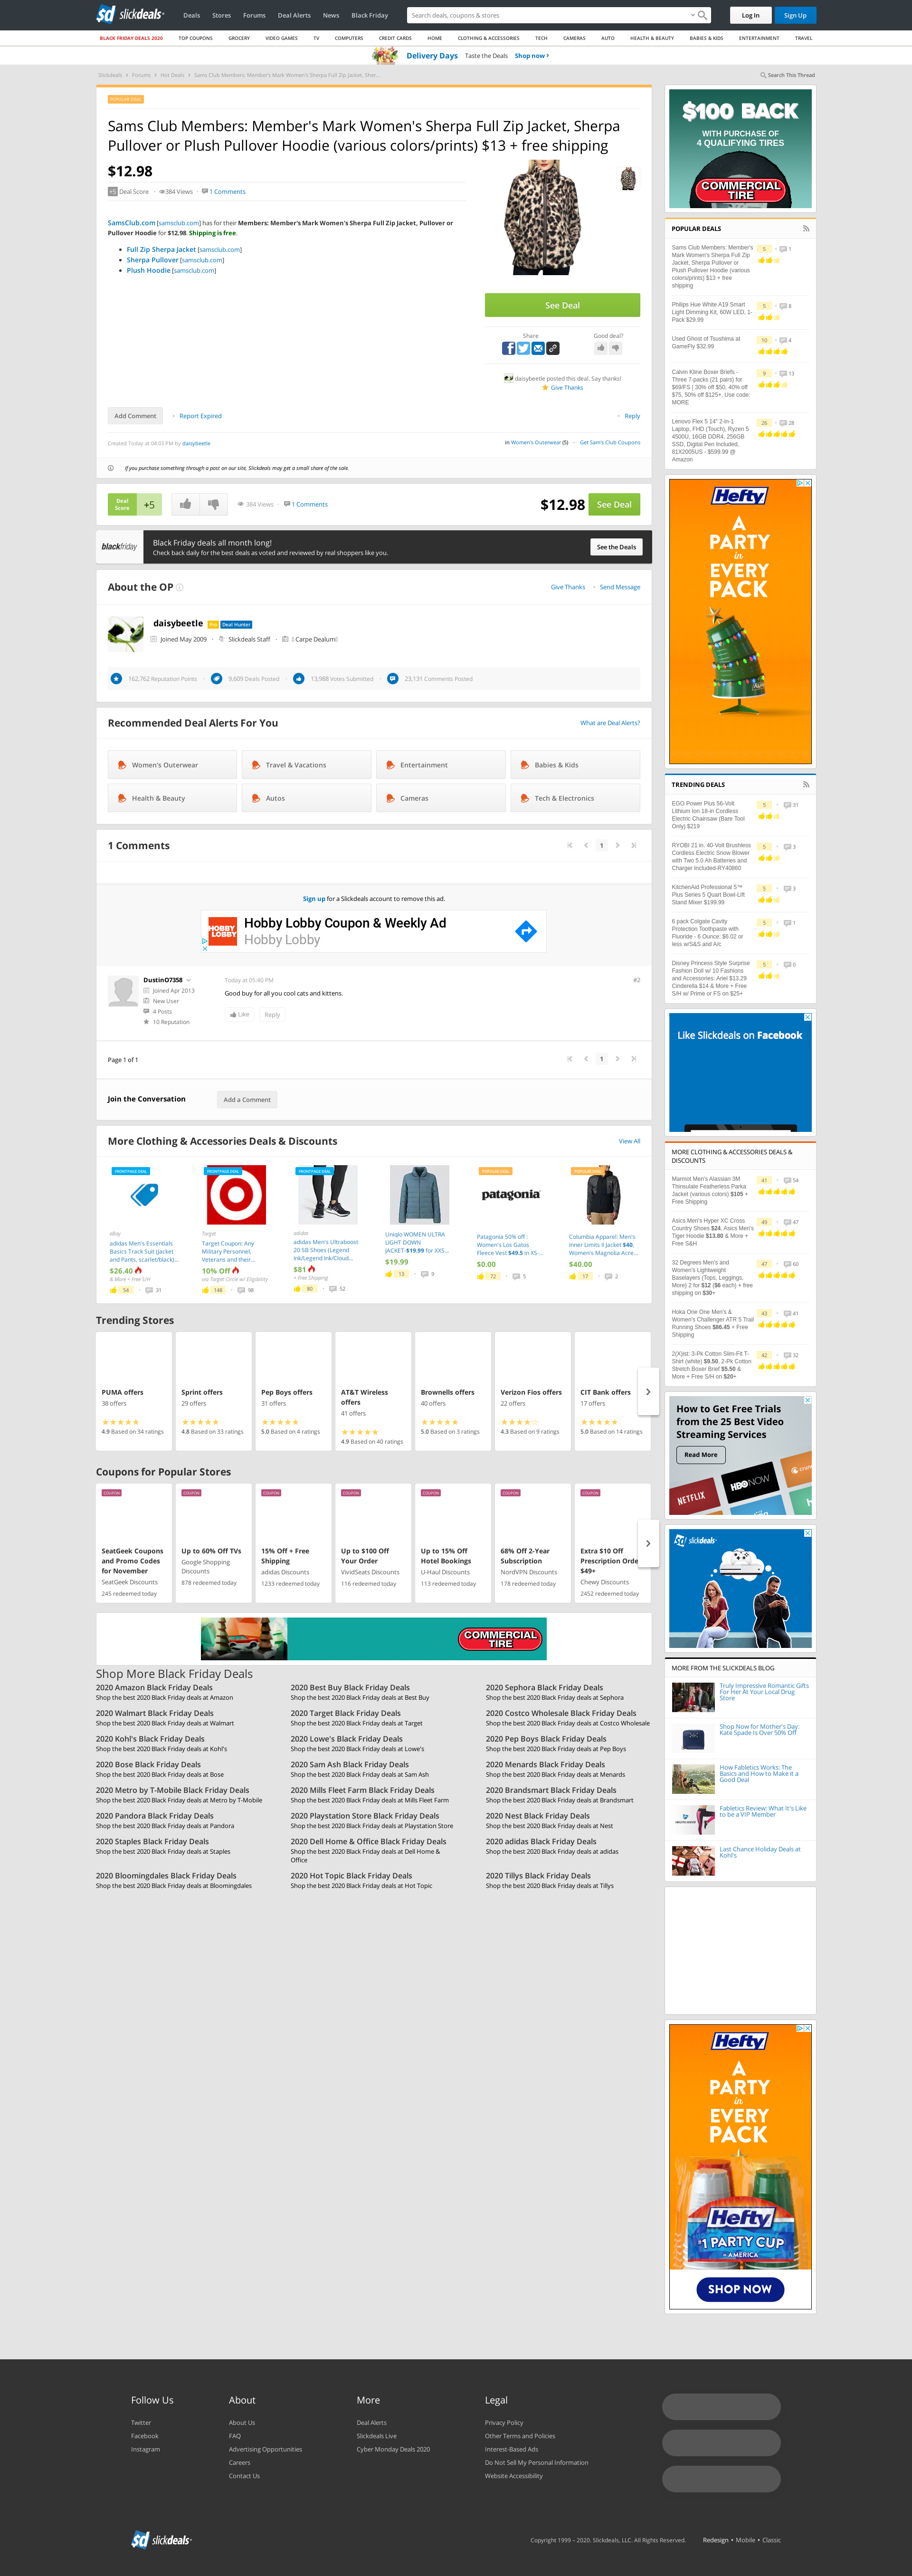 slickdeals
Deals Stores Forums Deal Alerts News Black Friday
Search deals, coupons & stores
Log In
Sign Up
BLACK FRIDAY DEALS 2020 TOP COUPONS GROCERY VIDEO GAMES TV COMPUTERS CREDIT CARDS HOME CLOTHING & ACCESSORIES TECH CAMERAS AUTO HEALTH & BEAUTY BABIES & KIDS ENTERTAINMENT TRAVEL
Delivery Days Taste the Deals Shop now
Slickdeals Forums Hot Deals Sams Club Members: Member's Mark Women's Sherpa Full Zip Jacket, Sher...
Search This Thread
POPULAR DEAL
Sams Club Members: Member's Mark Women's Sherpa Full Zip Jacket, Sherpa
Pullover or Plush Pullover Hoodie (various colors/prints) $13 + free shipping
$12.98
+5 Deal Score 384 Views 1 Comments
SamsClub.com [samsclub.com] has for their Members: Member's Mark Women's Sherpa Full Zip Jacket, Pullover or
Pullover Hoodie for $12.98. Shipping is free.
Full Zip Sherpa Jacket [samsclub.com]
Sherpa Pullover [samsclub.com]
Plush Hoodie [samsclub.com]
See Deal
Share
Good deal?
daisybeetle posted this deal. Say thanks!
Give Thanks
Add Comment
Report Expired
Reply
Created Today at 04:03 PM by daisybeetle
in Women's Outerwear (5) Get Sam's Club Coupons
If you purchase something through a post on our site, Slickdeals may get a small share of the sale.
Deal
Score
+5
384 Views
1 Comments
$12.98
See Deal
blackfriday
Black Friday deals all month long!
Check back daily for the best deals as voted and reviewed by real shoppers like you.
See the Deals
About the OP
Give Thanks Send Message
daisybeetle Pro Deal Hunter
Joined May 2009 Slickdeals Staff Carpe Dealum
162,762 Reputation Points 9,609 Deals Posted 13,988 Votes Submitted 23,131 Comments Posted
Recommended Deal Alerts For You
What are Deal Alerts?
Women's Outerwear
Travel & Vacations
Entertainment
Babies & Kids
Health & Beauty
Autos
Cameras
Tech & Electronics
1 Comments
1
Sign up for a Slickdeals account to remove this ad.
HOBBY
LOBBY
Hobby Lobby Coupon & Weekly Ad
Hobby Lobby
DustinO7358
Joined Apr 2013
New User
4 Posts
10 Reputation
Today at 05:40 PM
#2
Good buy for all you cool cats and kittens.
Like
Reply
Page 1 of 1
1
Join the Conversation
Add a Comment
More Clothing & Accessories Deals & Discounts
View All
FRONTPAGE DEAL
eBay
adidas Men's Essentials
Basics Track Suit (Jacket
and Pants, scarlet/black)...
$26.40
& More + Free S/H
54 31
FRONTPAGE DEAL
Target
Target Coupon: Any
Military Personnel,
Veterans and their...
10% Off
via Target Circle w/ Eligibility
148 98
FRONTPAGE DEAL
adidas
adidas Men's Ultraboost
20 SB Shoes (Legend
Ink/Legend Ink/Cloud...
$81
+ Free Shipping
80 52
Uniqlo WOMEN ULTRA
LIGHT DOWN
JACKET-$19.99 for XXS...
$19.99
13 9
POPULAR DEAL
patagonia
Patagonia 50% off :
Women's Los Gatos
Fleece Vest $49.5 in XS-...
$0.00
72 5
POPULAR DEAL
Columbia Apparel: Men's
Inner Limits II Jacket $40,
Women's Magnolia Acre...
$40.00
17 2
Trending Stores
PUMA offers
38 offers
4.9 Based on 34 ratings
Sprint offers
29 offers
4.8 Based on 33 ratings
Pep Boys offers
31 offers
5.0 Based on 4 ratings
AT&T Wireless
offers
41 offers
4.9 Based on 40 ratings
Brownells offers
40 offers
5.0 Based on 3 ratings
Verizon Fios offers
22 offers
4.3 Based on 9 ratings
CIT Bank offers
17 offers
5.0 Based on 14 ratings
Coupons for Popular Stores
COUPON
SeatGeek Coupons
and Promo Codes
for November
SeatGeek Discounts
245 redeemed today
COUPON
Up to 60% Off TVs
Google Shopping
Discounts
878 redeemed today
COUPON
15% Off + Free
Shipping
adidas Discounts
1233 redeemed today
COUPON
Up to $100 Off
Your Order
VividSeats Discounts
116 redeemed today
COUPON
Up to 15% Off
Hotel Bookings
U-Haul Discounts
113 redeemed today
COUPON
68% Off 2-Year
Subscription
NordVPN Discounts
178 redeemed today
COUPON
Extra $10 Off
Prescription Orde
$49+
Chewy Discounts
2452 redeemed today
COMMERCIAL
TIRE
Shop More Black Friday Deals
2020 Amazon Black Friday Deals
Shop the best 2020 Black Friday deals at Amazon
2020 Best Buy Black Friday Deals
Shop the best 2020 Black Friday deals at Best Buy
2020 Sephora Black Friday Deals
Shop the best 2020 Black Friday deals at Sephora
2020 Walmart Black Friday Deals
Shop the best 2020 Black Friday deals at Walmart
2020 Target Black Friday Deals
Shop the best 2020 Black Friday deals at Target
2020 Costco Wholesale Black Friday Deals
Shop the best 2020 Black Friday deals at Costco Wholesale
2020 Kohl's Black Friday Deals
Shop the best 2020 Black Friday deals at Kohl's
2020 Lowe's Black Friday Deals
Shop the best 2020 Black Friday deals at Lowe's
2020 Pep Boys Black Friday Deals
Shop the best 2020 Black Friday deals at Pep Boys
2020 Bose Black Friday Deals
Shop the best 2020 Black Friday deals at Bose
2020 Sam Ash Black Friday Deals
Shop the best 2020 Black Friday deals at Sam Ash
2020 Menards Black Friday Deals
Shop the best 2020 Black Friday deals at Menards
2020 Metro by T-Mobile Black Friday Deals
Shop the best 2020 Black Friday deals at Metro by T-Mobile
2020 Mills Fleet Farm Black Friday Deals
Shop the best 2020 Black Friday deals at Mills Fleet Farm
2020 Brandsmart Black Friday Deals
Shop the best 2020 Black Friday deals at Brandsmart
2020 Pandora Black Friday Deals
Shop the best 2020 Black Friday deals at Pandora
2020 Playstation Store Black Friday Deals
Shop the best 2020 Black Friday deals at Playstation Store
2020 Nest Black Friday Deals
Shop the best 2020 Black Friday deals at Nest
2020 Staples Black Friday Deals
Shop the best 2020 Black Friday deals at Staples
2020 Dell Home & Office Black Friday Deals
Shop the best 2020 Black Friday deals at Dell Home &
Office
2020 adidas Black Friday Deals
Shop the best 2020 Black Friday deals at adidas
2020 Bloomingdales Black Friday Deals
Shop the best 2020 Black Friday deals at Bloomingdales
2020 Hot Topic Black Friday Deals
Shop the best 2020 Black Friday deals at Hot Topic
2020 Tillys Black Friday Deals
Shop the best 2020 Black Friday deals at Tillys
$100 BACK
WITH PURCHASE OF
4 QUALIFYING TIRES
COMMERCIAL
TIRE
POPULAR DEALS
Sams Club Members: Member's
Mark Women's Sherpa Full Zip
Jacket, Sherpa Pullover or
Plush Pullover Hoodie (various
colors/prints) $13 + free
shipping
5 1
Philips Hue White A19 Smart
Light Dimming Kit, 60W LED, 1-
Pack $29.99
5 8
Used Ghost of Tsushima at
GameFly $32.99
10 4
Calvin Kline Boxer Briefs -
Three 7-packs (21 pairs) for
$69/FS | 30% off $50, 40% off
$75, 50% off $125+. Use code:
MORE
9 13
Lenovo Flex 5 14" 2-in-1
Laptop, FHD (Touch), Ryzen 5
4500U, 16GB DDR4, 256GB
SSD, Digital Pen Included,
81X2005US - $599.99 @
Amazon
26 28
Hefty
A
PARTY
in
EVERY
PACK
TRENDING DEALS
EGO Power Plus 56-Volt
Lithium Ion 18-in Cordless
Electric Chainsaw (Bare Tool
Only) $219
5 31
RYOBI 21 in. 40-Volt Brushless
Cordless Electric Snow Blower
with Two 5.0 Ah Batteries and
Charger Included-RY40860
5 3
KitchenAid Professional 5™
Plus Series 5 Quart Bowl-Lift
Stand Mixer $199.99
5 3
6 pack Colgate Cavity
Protection Toothpaste with
Fluoride - 6 Ounce: $6.02 or
less w/S&S and A/c
5 1
Disney Princess Style Surprise
Fashion Doll w/ 10 Fashions
and Accessories: Ariel $13.29
Cinderella $14 & More + Free
S/H w/ Prime or FS on $25+
5 0
Like Slickdeals on Facebook
MORE CLOTHING & ACCESSORIES DEALS &
DISCOUNTS
Marmot Men's Alassian 3M
Thinsulate Featherless Parka
Jacket (various colors) $105 +
Free Shipping
41 54
Asics Men's Hyper XC Cross
Country Shoes $24, Asics Men's
Tiger Hoodie $13.80 & More +
Free S&H
49 47
32 Degrees Men's and
Women's Lightweight
Baselayers (Tops, Leggings,
More) 2 for $12 ($6 each) + free
shipping on $30+
47 60
Hoka One One Men's &
Women's Challenger ATR 5 Trail
Running Shoes $86.45 + Free
Shipping
43 41
2(X)ist: 3-Pk Cotton Slim-Fit T-
Shirt (white) $9.50, 2-Pk Cotton
Stretch Boxer Brief $5.50 &
More + Free S/H on $20+
42 32
How to Get Free Trials
from the 25 Best Video
Streaming Services
Read More
NETFLIX
HBO NOW
slickdeals
MORE FROM THE SLICKDEALS BLOG
Truly Impressive Romantic Gifts
For Her At Your Local Drug
Store
Shop Now for Mother's Day:
Kate Spade Is Over 50% Off
How Fabletics Works: The
Basics and How to Make it a
Good Deal
Fabletics Review: What It's Like
to be a VIP Member
Last Chance Holiday Deals at
Kohl's
Hefty
A
PARTY
in
EVERY
PACK
Hefty
#1 PARTY CUP
in AMERICA
SHOP NOW
Follow Us
Twitter
Facebook
Instagram
About
About Us
FAQ
Advertising Opportunities
Careers
Contact Us
More
Deal Alerts
Slickdeals Live
Cyber Monday Deals 2020
Legal
Privacy Policy
Other Terms and Policies
Interest-Based Ads
Do Not Sell My Personal Information
Website Accessibility
slickdeals
Copyright 1999 - 2020. Slickdeals, LLC. All Rights Reserved.
Redesign • Mobile • Classic